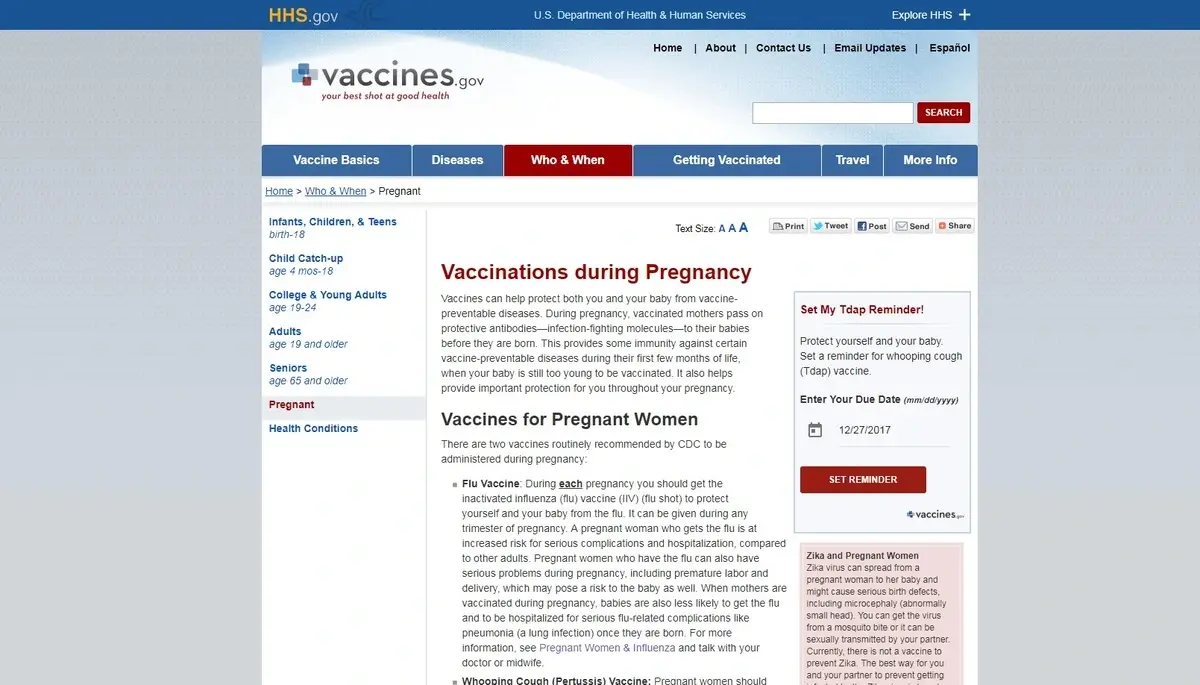 HHS.gov
U.S. Department of Health & Human Services
Explore HHS
Home | About | Contact Us | Email Updates | Español
vaccines.gov
your best shot at good health
SEARCH
Vaccine Basics
Diseases
Who & When
Getting Vaccinated
Travel
More Info
Home > Who & When > Pregnant
Infants, Children, & Teens
birth-18
Child Catch-up
age 4 mos-18
College & Young Adults
age 19-24
Adults
age 19 and older
Seniors
age 65 and older
Pregnant
Health Conditions
Text Size: A A A
Print
Tweet
Post
Send
Share
Vaccinations during Pregnancy
Vaccines can help protect both you and your baby from vaccine-
preventable diseases. During pregnancy, vaccinated mothers pass on
protective antibodies—infection-fighting molecules—to their babies
before they are born. This provides some immunity against certain
vaccine-preventable diseases during their first few months of life,
when your baby is still too young to be vaccinated. It also helps
provide important protection for you throughout your pregnancy.
Vaccines for Pregnant Women
There are two vaccines routinely recommended by CDC to be
administered during pregnancy:
Flu Vaccine: During each pregnancy you should get the
inactivated influenza (flu) vaccine (IIV) (flu shot) to protect
yourself and your baby from the flu. It can be given during any
trimester of pregnancy. A pregnant woman who gets the flu is at
increased risk for serious complications and hospitalization, compared
to other adults. Pregnant women who have the flu can also have
serious problems during pregnancy, including premature labor and
delivery, which may pose a risk to the baby as well. When mothers are
vaccinated during pregnancy, babies are also less likely to get the flu
and to be hospitalized for serious flu-related complications like
pneumonia (a lung infection) once they are born. For more
information, see Pregnant Women & Influenza and talk with your
doctor or midwife.
Whooping Cough (Pertussis) Vaccine: Pregnant women should
Set My Tdap Reminder!
Protect yourself and your baby.
Set a reminder for whooping cough
(Tdap) vaccine.
Enter Your Due Date (mm/dd/yyyy)
12/27/2017
SET REMINDER
vaccines.gov
Zika and Pregnant Women
Zika virus can spread from a
pregnant woman to her baby and
might cause serious birth defects,
including microcephaly (abnormally
small head). You can get the virus
from a mosquito bite or it can be
sexually transmitted by your partner.
Currently, there is not a vaccine to
prevent Zika. The best way for you
and your partner to prevent getting